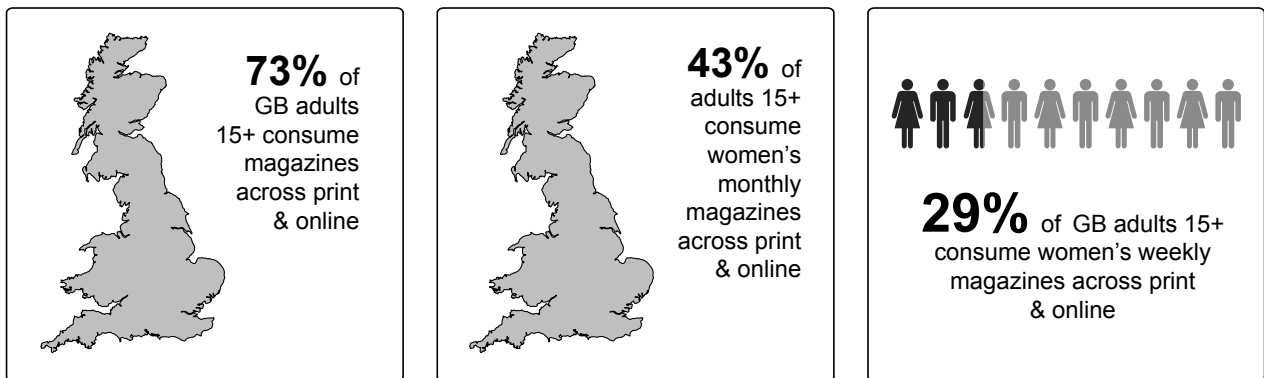 73% of
GB adults
15+ consume
magazines
across print
& online
43% of
adults 15+
consume
women's
monthly
magazines
across print
& online
29% of GB adults 15+
consume women's weekly
magazines across print
& online